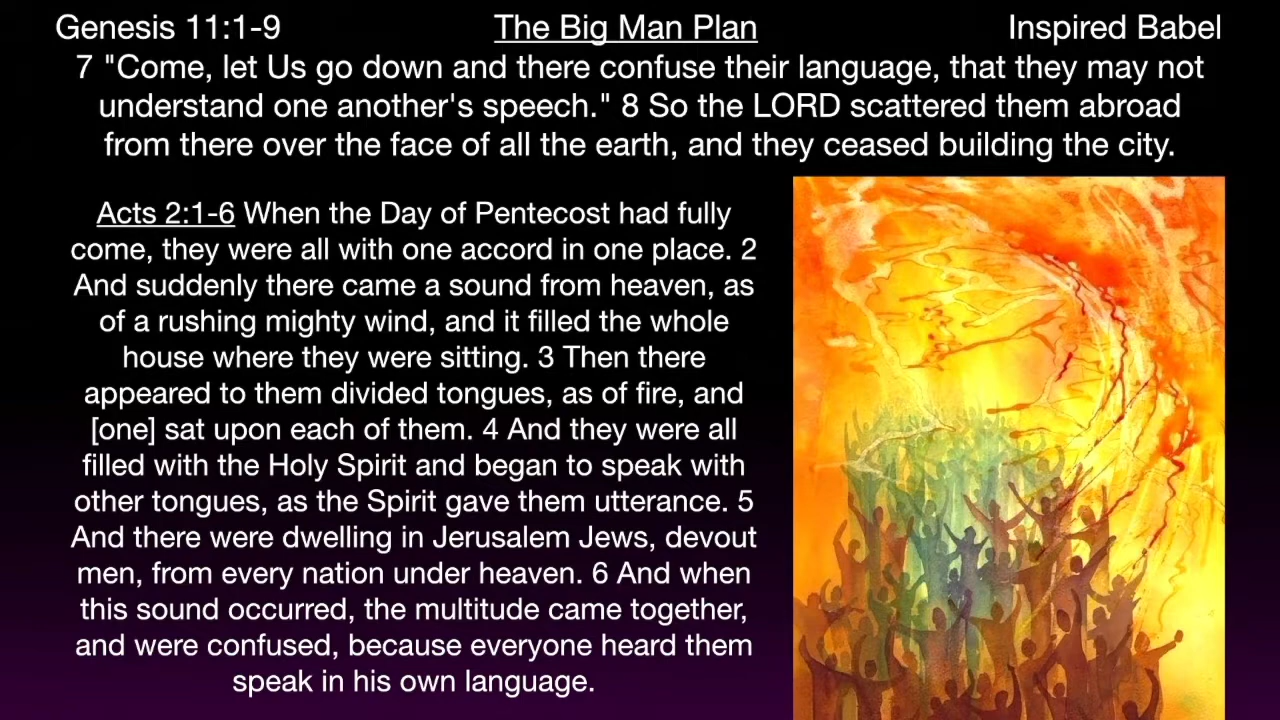 Genesis 11:1-9 The Big Man Plan Inspired Babel
7 "Come, let Us go down and there confuse their language, that they may not
understand one another's speech." 8 So the LORD scattered them abroad
from there over the face of all the earth, and they ceased building the city.
Acts 2:1-6 When the Day of Pentecost had fully
come, they were all with one accord in one place. 2
And suddenly there came a sound from heaven, as
of a rushing mighty wind, and it filled the whole
house where they were sitting. 3 Then there
appeared to them divided tongues, as of fire, and
[one] sat upon each of them. 4 And they were all
filled with the Holy Spirit and began to speak with
other tongues, as the Spirit gave them utterance. 5
And there were dwelling in Jerusalem Jews, devout
men, from every nation under heaven. 6 And when
this sound occurred, the multitude came together,
and were confused, because everyone heard them
speak in his own language.